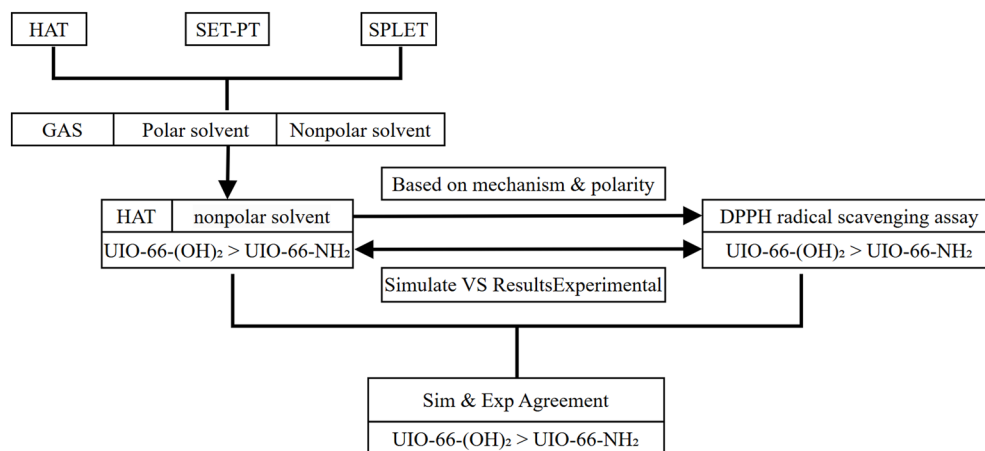 HAT
SET-PT
SPLET
GAS
Polar solvent
Nonpolar solvent
Based on mechanism & polarity
HAT
nonpolar solvent
DPPH radical scavenging assay
UIO-66-(OH)₂ > UIO-66-NH₂
UIO-66-(OH)₂ > UIO-66-NH₂
Simulate VS ResultsExperimental
Sim & Exp Agreement
UIO-66-(OH)₂ > UIO-66-NH₂